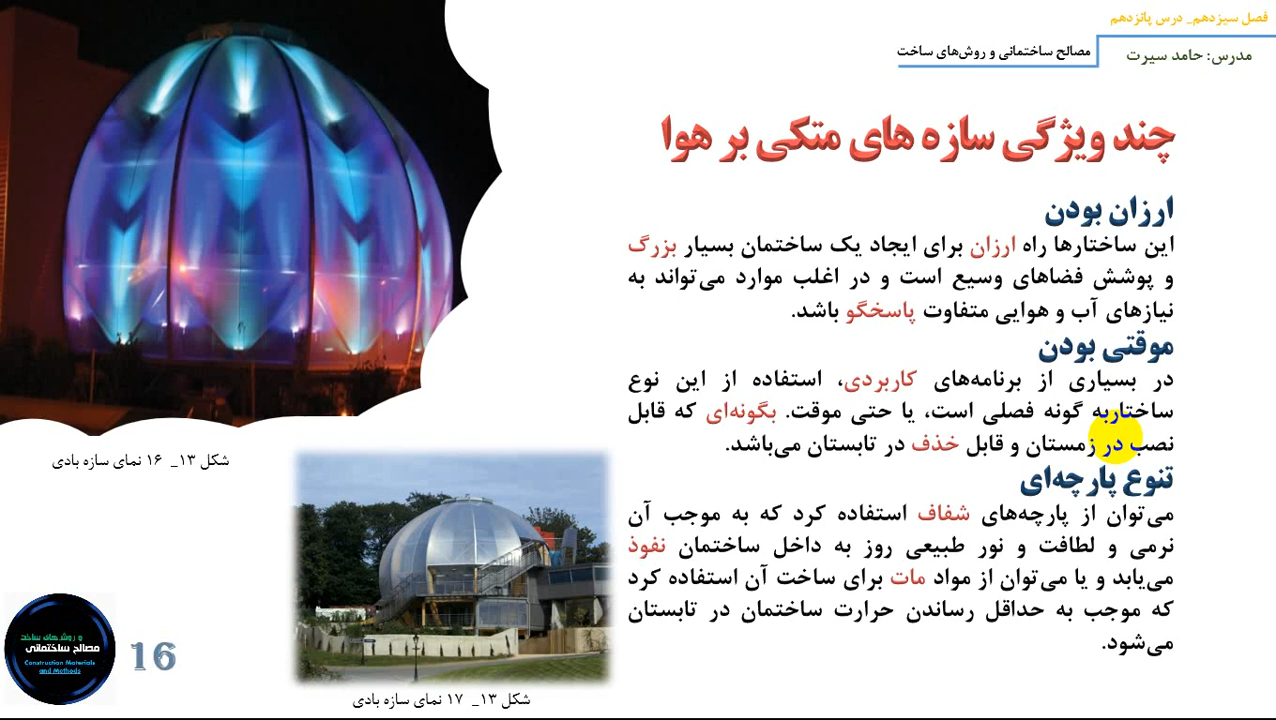 فصل سیزدهم_ درس پانزدهم
مدرس: حامد سیرت
مصالح ساختمانی و روش‌های ساخت
چند ویژگی سازه های متکی بر هوا
ارزان بودن
این ساختارها راه ارزان برای ایجاد یک ساختمان بسیار بزرگ
و پوشش فضاهای وسیع است و در اغلب موارد می‌تواند به
نیازهای آب و هوایی متفاوت پاسخگو باشد.
موقتی بودن
در بسیاری از برنامه‌های کاربردی، استفاده از این نوع
ساختاربه گونه فصلی است، یا حتی موقت. بگونه‌ای که قابل
نصب در زمستان و قابل خذف در تابستان می‌باشد.
تنوع پارچه‌ای
می‌توان از پارچه‌های شفاف استفاده کرد که به موجب آن
نرمی و لطافت و نور طبیعی روز به داخل ساختمان نفوذ
می‌یابد و یا می‌توان از مواد مات برای ساخت آن استفاده کرد
که موجب به حداقل رساندن حرارت ساختمان در تابستان
می‌شود.
شکل ۱۳_ ۱۶ نمای سازه بادی
شکل ۱۳_ ۱۷ نمای سازه بادی
و روش های ساخت
مصالح ساختمانی
Construction Materials
and Methods
16